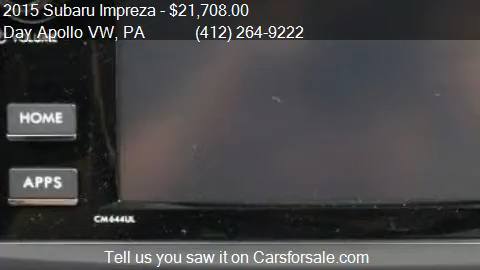 2015 Subaru Impreza - $21,708.00
Day Apollo VW, PA (412) 264-9222
VOLUME
HOME
APPS
CM644UL
Tell us you saw it on Carsforsale.com